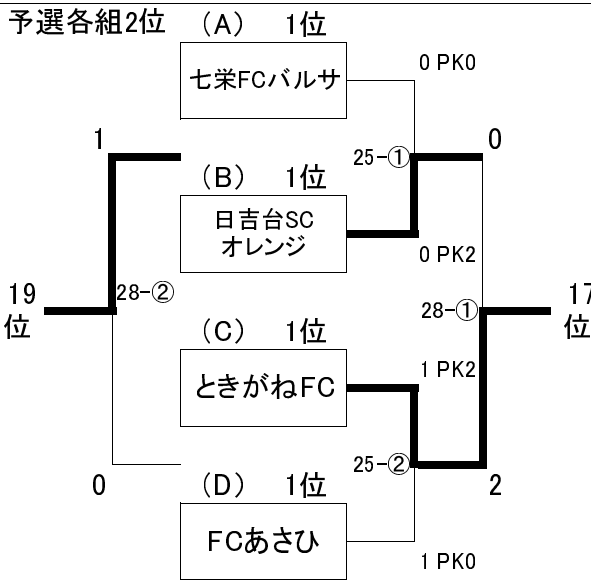 予選各組2位 (A) 1位
七栄FCバルサ
0 PK0
1
0
25-①
(B) 1位
日吉台SC
オレンジ
0 PK2
19
位
28-②
28-①
17
位
(C) 1位
ときがねFC
1 PK2
25-②
0
2
(D) 1位
FCあさひ
1 PK0